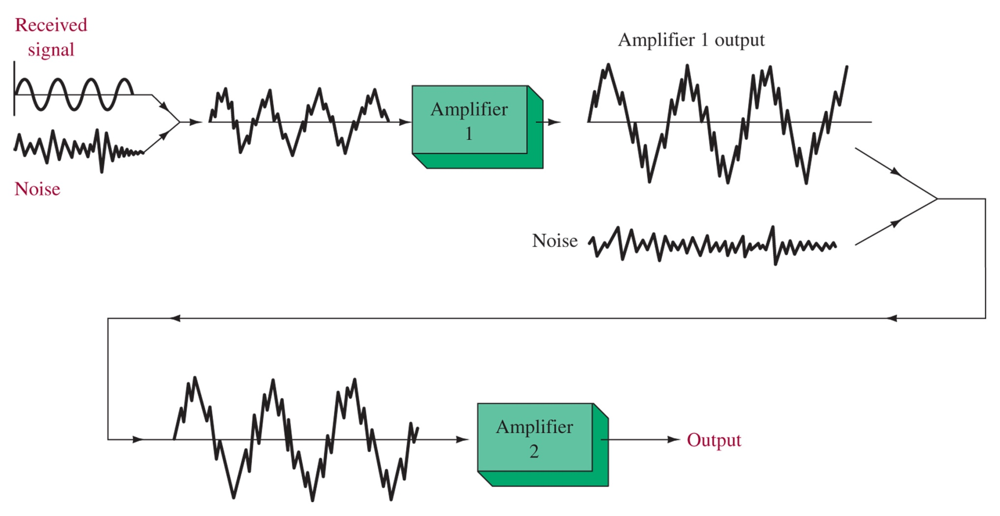 Received
signal
Noise
Amplifier
1
Amplifier 1 output
Noise
Amplifier
2
Output